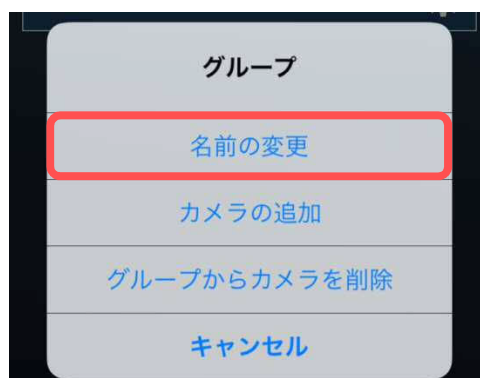 グループ
名前の変更
カメラの追加
グループからカメラを削除
キャンセル